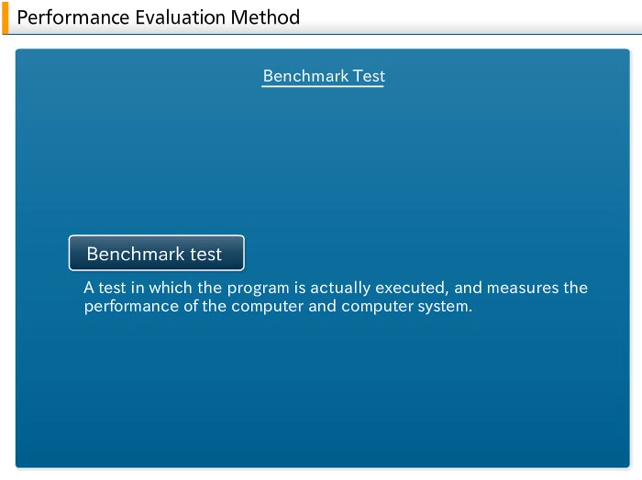 Performance Evaluation Method
Benchmark Test
Benchmark test
A test in which the program is actually executed, and measures the
performance of the computer and computer system.